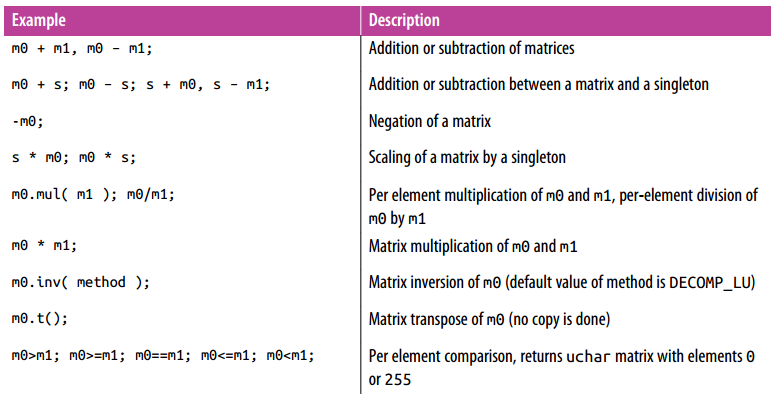 Example Description
m0 + m1, m0 - m1; Addition or subtraction of matrices
m0 + s; m0 - s; s + m0, s - m1; Addition or subtraction between a matrix and a singleton
-m0; Negation of a matrix
s * m0; m0 * s; Scaling of a matrix by a singleton
m0.mul( m1 ); m0/m1; Per element multiplication of m0 and m1, per-element division of
m0 by m1
m0 * m1; Matrix multiplication of m0 and m1
m0.inv( method ); Matrix inversion of m0 (default value of method is DECOMP_LU)
m0.t(); Matrix transpose of m0 (no copy is done)
m0>m1; m0>=m1; m0==m1; m0<=m1; m0<m1; Per element comparison, returns uchar matrix with elements 0
or 255